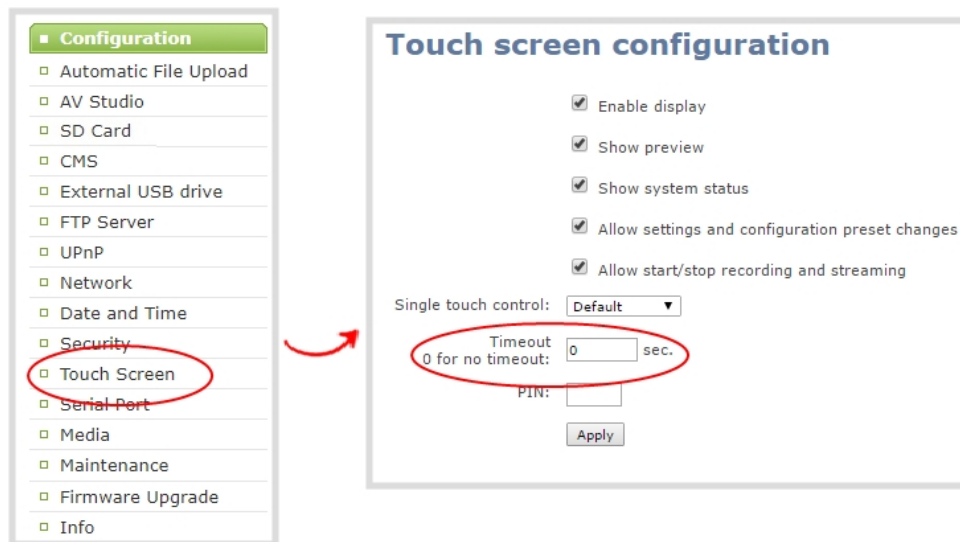 Configuration
Automatic File Upload
AV Studio
SD Card
CMS
External USB drive
FTP Server
UPnP
Network
Date and Time
Security
Touch Screen
Serial Port
Media
Maintenance
Firmware Upgrade
Info
Touch screen configuration
Enable display
Show preview
Show system status
Allow settings and configuration preset changes
Allow start/stop recording and streaming
Single touch control: Default
Timeout
0 for no timeout: 0 sec.
PIN:
Apply